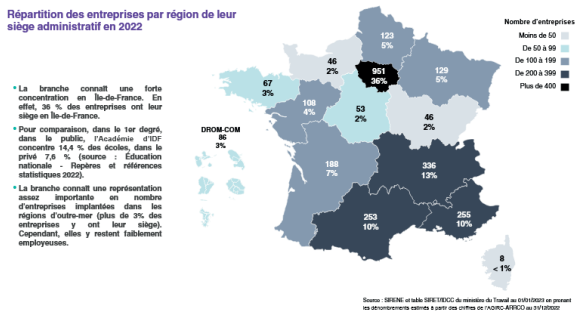 Répartition des entreprises par région de leur
siège administratif en 2022
• La branche connaît une forte
concentration en Île-de-France. En
effet, 36 % des entreprises ont leur
siège en Île-de-France.
• Pour comparaison, dans le 1er degré,
dans le public, l'Académie d'IDF
concentre 14,4 % des écoles, dans le
privé 7,6 % (source : Éducation
nationale - Repères et références
statistiques 2022).
• La branche connaît une représentation
assez importante en nombre
d'entreprises implantées dans les
régions d'outre-mer (plus de 3% des
entreprises y ont leur siège).
Cependant, elles y restent faiblement
employeuses.
Nombre d'entreprises
Moins de 50
De 50 à 99
De 100 à 199
De 200 à 399
Plus de 400
123
5%
46
2%
951
36%
129
5%
67
3%
108
4%
53
2%
46
2%
DROM-COM
86
3%
188
7%
336
13%
253
10%
255
10%
8
< 1%
Source : SIRENE et table SIRET/IDCC du ministère du Travail au 01/01/2023 en prenant
les dénombrements estimés à partir des chiffres de l'AGIRC-ARRCO au 31/12/2022